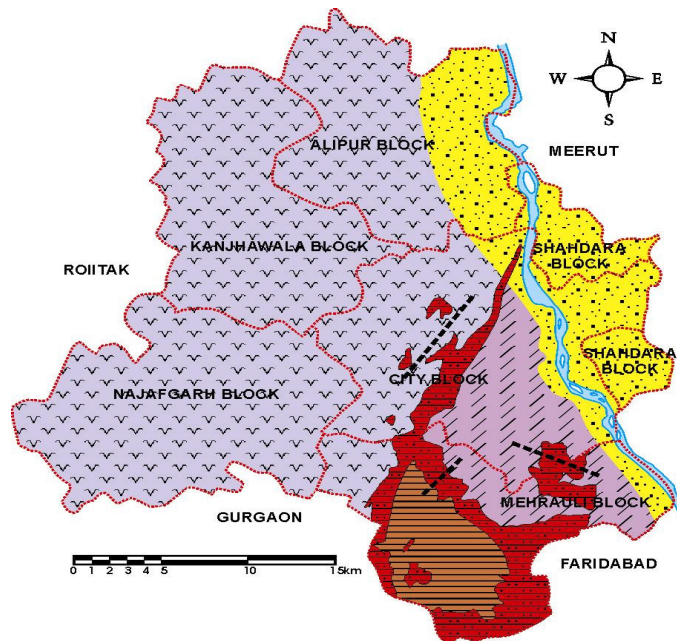 N
W E
S
ALIPUR BLOCK
MEERUT
KANJHAWALA BLOCK
SHAHDARA
BLOCK
ROIITAK
SHAHDARA
BLOCK
CITY BLOCK
NAJAFGARH BLOCK
MEHRAULI BLOCK
GURGAON
FARIDABAD
0 1 2 3 4 5 10 15km